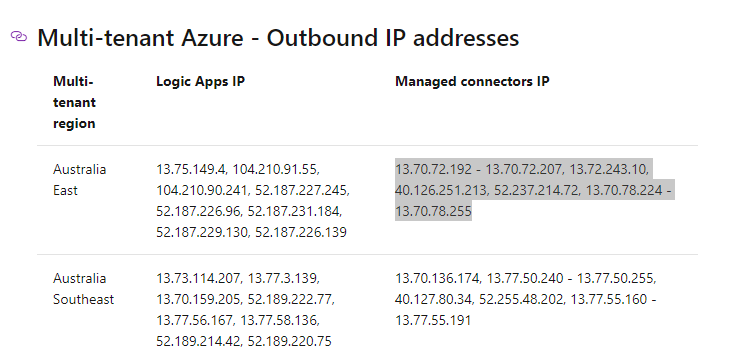 Multi-tenant Azure - Outbound IP addresses
Multi-
tenant
region
Logic Apps IP
Managed connectors IP
Australia
East
13.75.149.4, 104.210.91.55,
104.210.90.241, 52.187.227.245,
52.187.226.96, 52.187.231.184,
52.187.229.130, 52.187.226.139
13.70.72.192 - 13.70.72.207, 13.72.243.10,
40.126.251.213, 52.237.214.72, 13.70.78.224 -
13.70.78.255
Australia
Southeast
13.73.114.207, 13.77.3.139,
13.70.159.205, 52.189.222.77,
13.77.56.167, 13.77.58.136,
52.189.214.42, 52.189.220.75
13.70.136.174, 13.77.50.240 - 13.77.50.255,
40.127.80.34, 52.255.48.202, 13.77.55.160 -
13.77.55.191